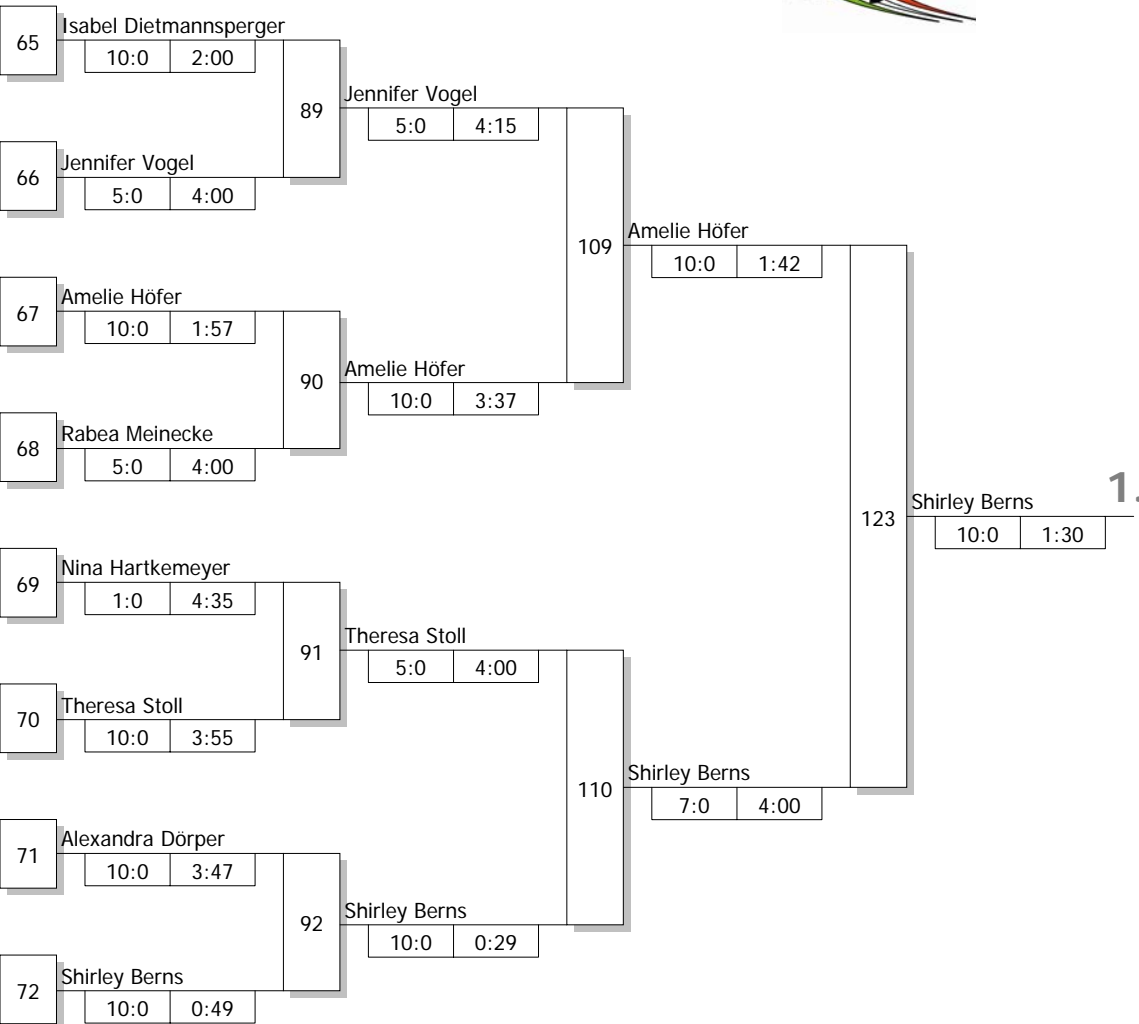 65
Isabel Dietmannsperger
10:0 2:00
89
Jennifer Vogel
5:0 4:15
66
Jennifer Vogel
5:0 4:00
109
Amelie Höfer
10:0 1:42
67
Amelie Höfer
10:0 1:57
90
Amelie Höfer
10:0 3:37
68
Rabea Meinecke
5:0 4:00
123
Shirley Berns
1.
10:0 1:30
69
Nina Hartkemeyer
1:0 4:35
91
Theresa Stoll
5:0 4:00
70
Theresa Stoll
10:0 3:55
110
Shirley Berns
7:0 4:00
71
Alexandra Dörper
10:0 3:47
92
Shirley Berns
10:0 0:29
72
Shirley Berns
10:0 0:49